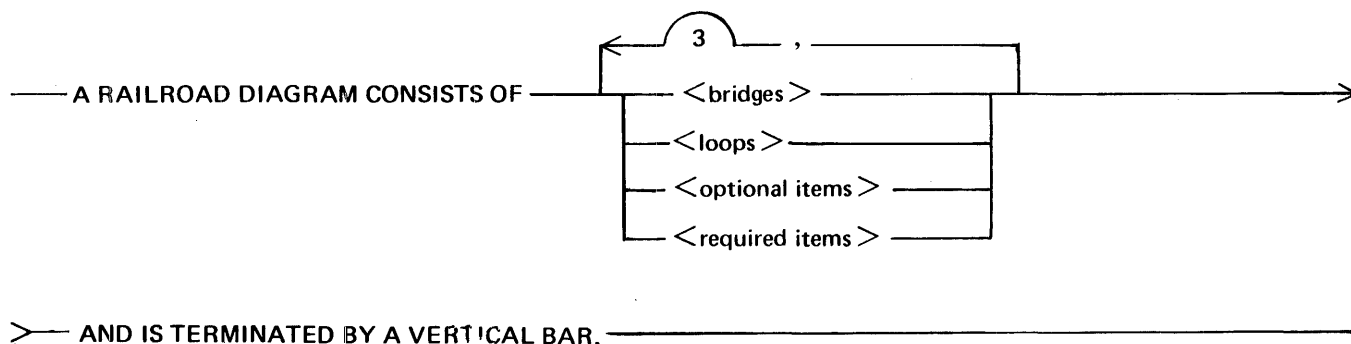 3 ,
A RAILROAD DIAGRAM CONSISTS OF <bridges>
<loops>
<optional items>
<required items>
AND IS TERMINATED BY A VERTICAL BAR.